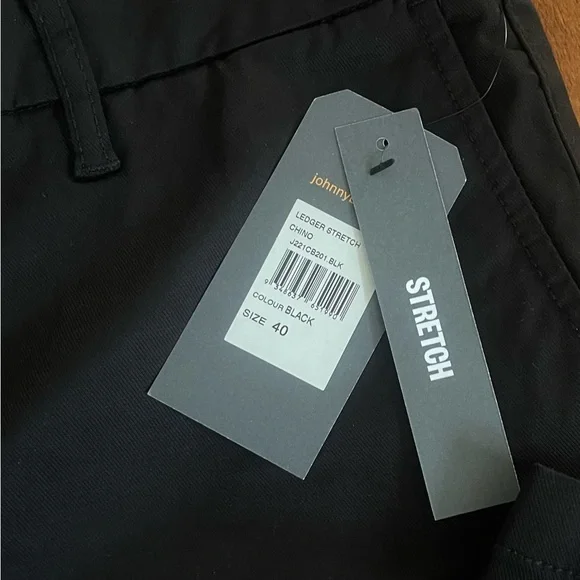 johnny
LEDGER STRETCH
CHINO
J221CB201.BLK
COLOUR BLACK
SIZE 40
STRETCH